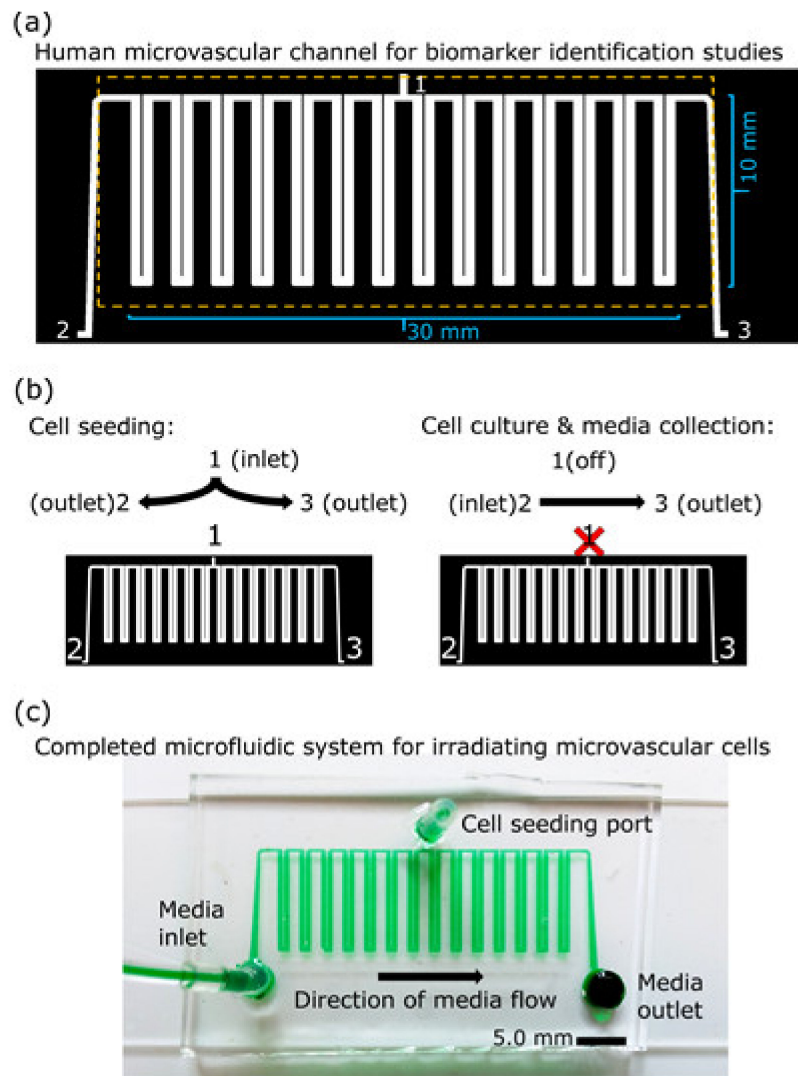 (a)
Human microvascular channel for biomarker identification studies
1
10 mm
2
30 mm
3
(b)
Cell seeding:
1 (inlet)
(outlet)2
3 (outlet)
1
2
3
Cell culture & media collection:
1(off)
(inlet)2
3 (outlet)
1
2
3
(c)
Completed microfluidic system for irradiating microvascular cells
Cell seeding port
Media
inlet
Direction of media flow
Media
outlet
5.0 mm